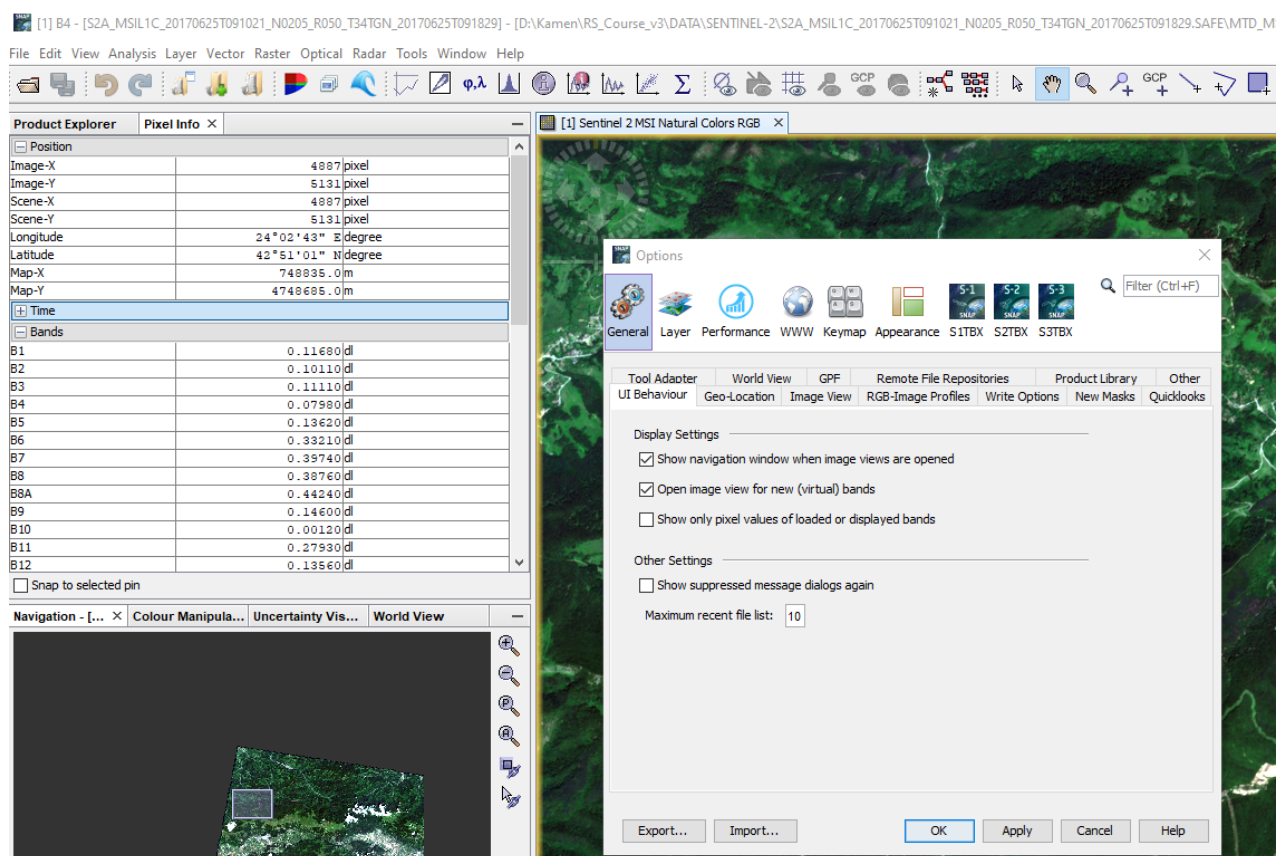 [1] B4 - [S2A_MSIL1C_20170625T091021_N0205_R050_T34TGN_20170625T091829] - [D:\Kamen\RS_Course_v3\DATA\SENTINEL-2\S2A_MSIL1C_20170625T091021_N0205_R050_T34TGN_20170625T091829.SAFE\MTD_M
File Edit View Analysis Layer Vector Raster Optical Radar Tools Window Help
φ,λ Σ GCP GCP
Product Explorer Pixel Info
[1] Sentinel 2 MSI Natural Colors RGB
Position
Image-X 4887 pixel
Image-Y 5131 pixel
Scene-X 4887 pixel
Scene-Y 5131 pixel
Longitude 24°02'43" E degree
Latitude 42°51'01" N degree
Map-X 748835.0 m
Map-Y 4748685.0 m
Time
Bands
B1 0.11680 dl
B2 0.10110 dl
B3 0.11110 dl
B4 0.07980 dl
B5 0.13620 dl
B6 0.33210 dl
B7 0.39740 dl
B8 0.38760 dl
B8A 0.44240 dl
B9 0.14600 dl
B10 0.00120 dl
B11 0.27930 dl
B12 0.13560 dl
Snap to selected pin
Navigation - [... Colour Manipula... Uncertainty Vis... World View
Options
Filter (Ctrl+F)
S-1 S-2 S-3
SNAP SNAP SNAP
General Layer Performance WWW Keymap Appearance S1TBX S2TBX S3TBX
Tool Adapter World View GPF Remote File Repositories Product Library Other
UI Behaviour Geo-Location Image View RGB-Image Profiles Write Options New Masks Quicklooks
Display Settings
Show navigation window when image views are opened
Open image view for new (virtual) bands
Show only pixel values of loaded or displayed bands
Other Settings
Show suppressed message dialogs again
Maximum recent file list: 10
Export... Import... OK Apply Cancel Help